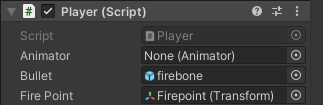 Player (Script)
Script Player
Animator None (Animator)
Bullet firebone
Fire Point Firepoint (Transform)